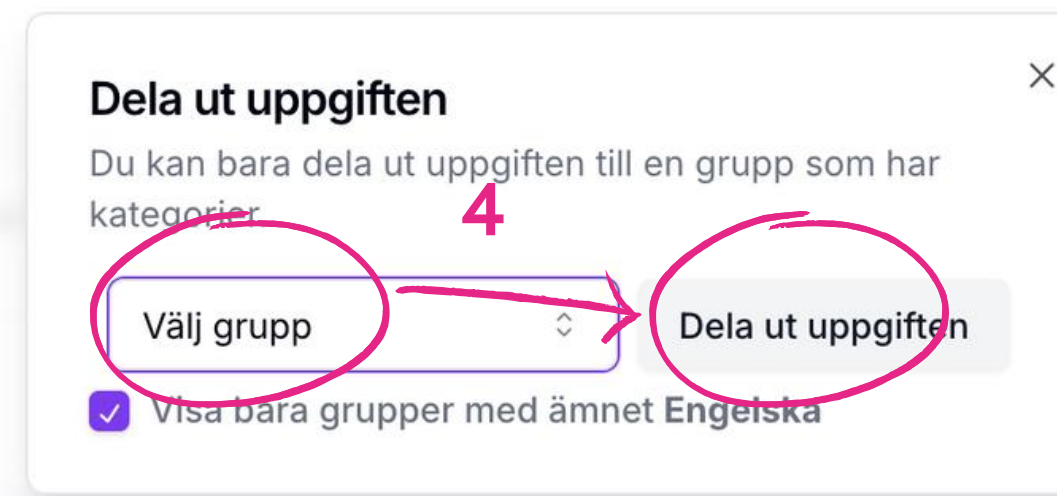 Dela ut uppgiften
Du kan bara dela ut uppgiften till en grupp som har
kategorier
4
Välj grupp
Dela ut uppgiften
Visa bara grupper med ämnet Engelska